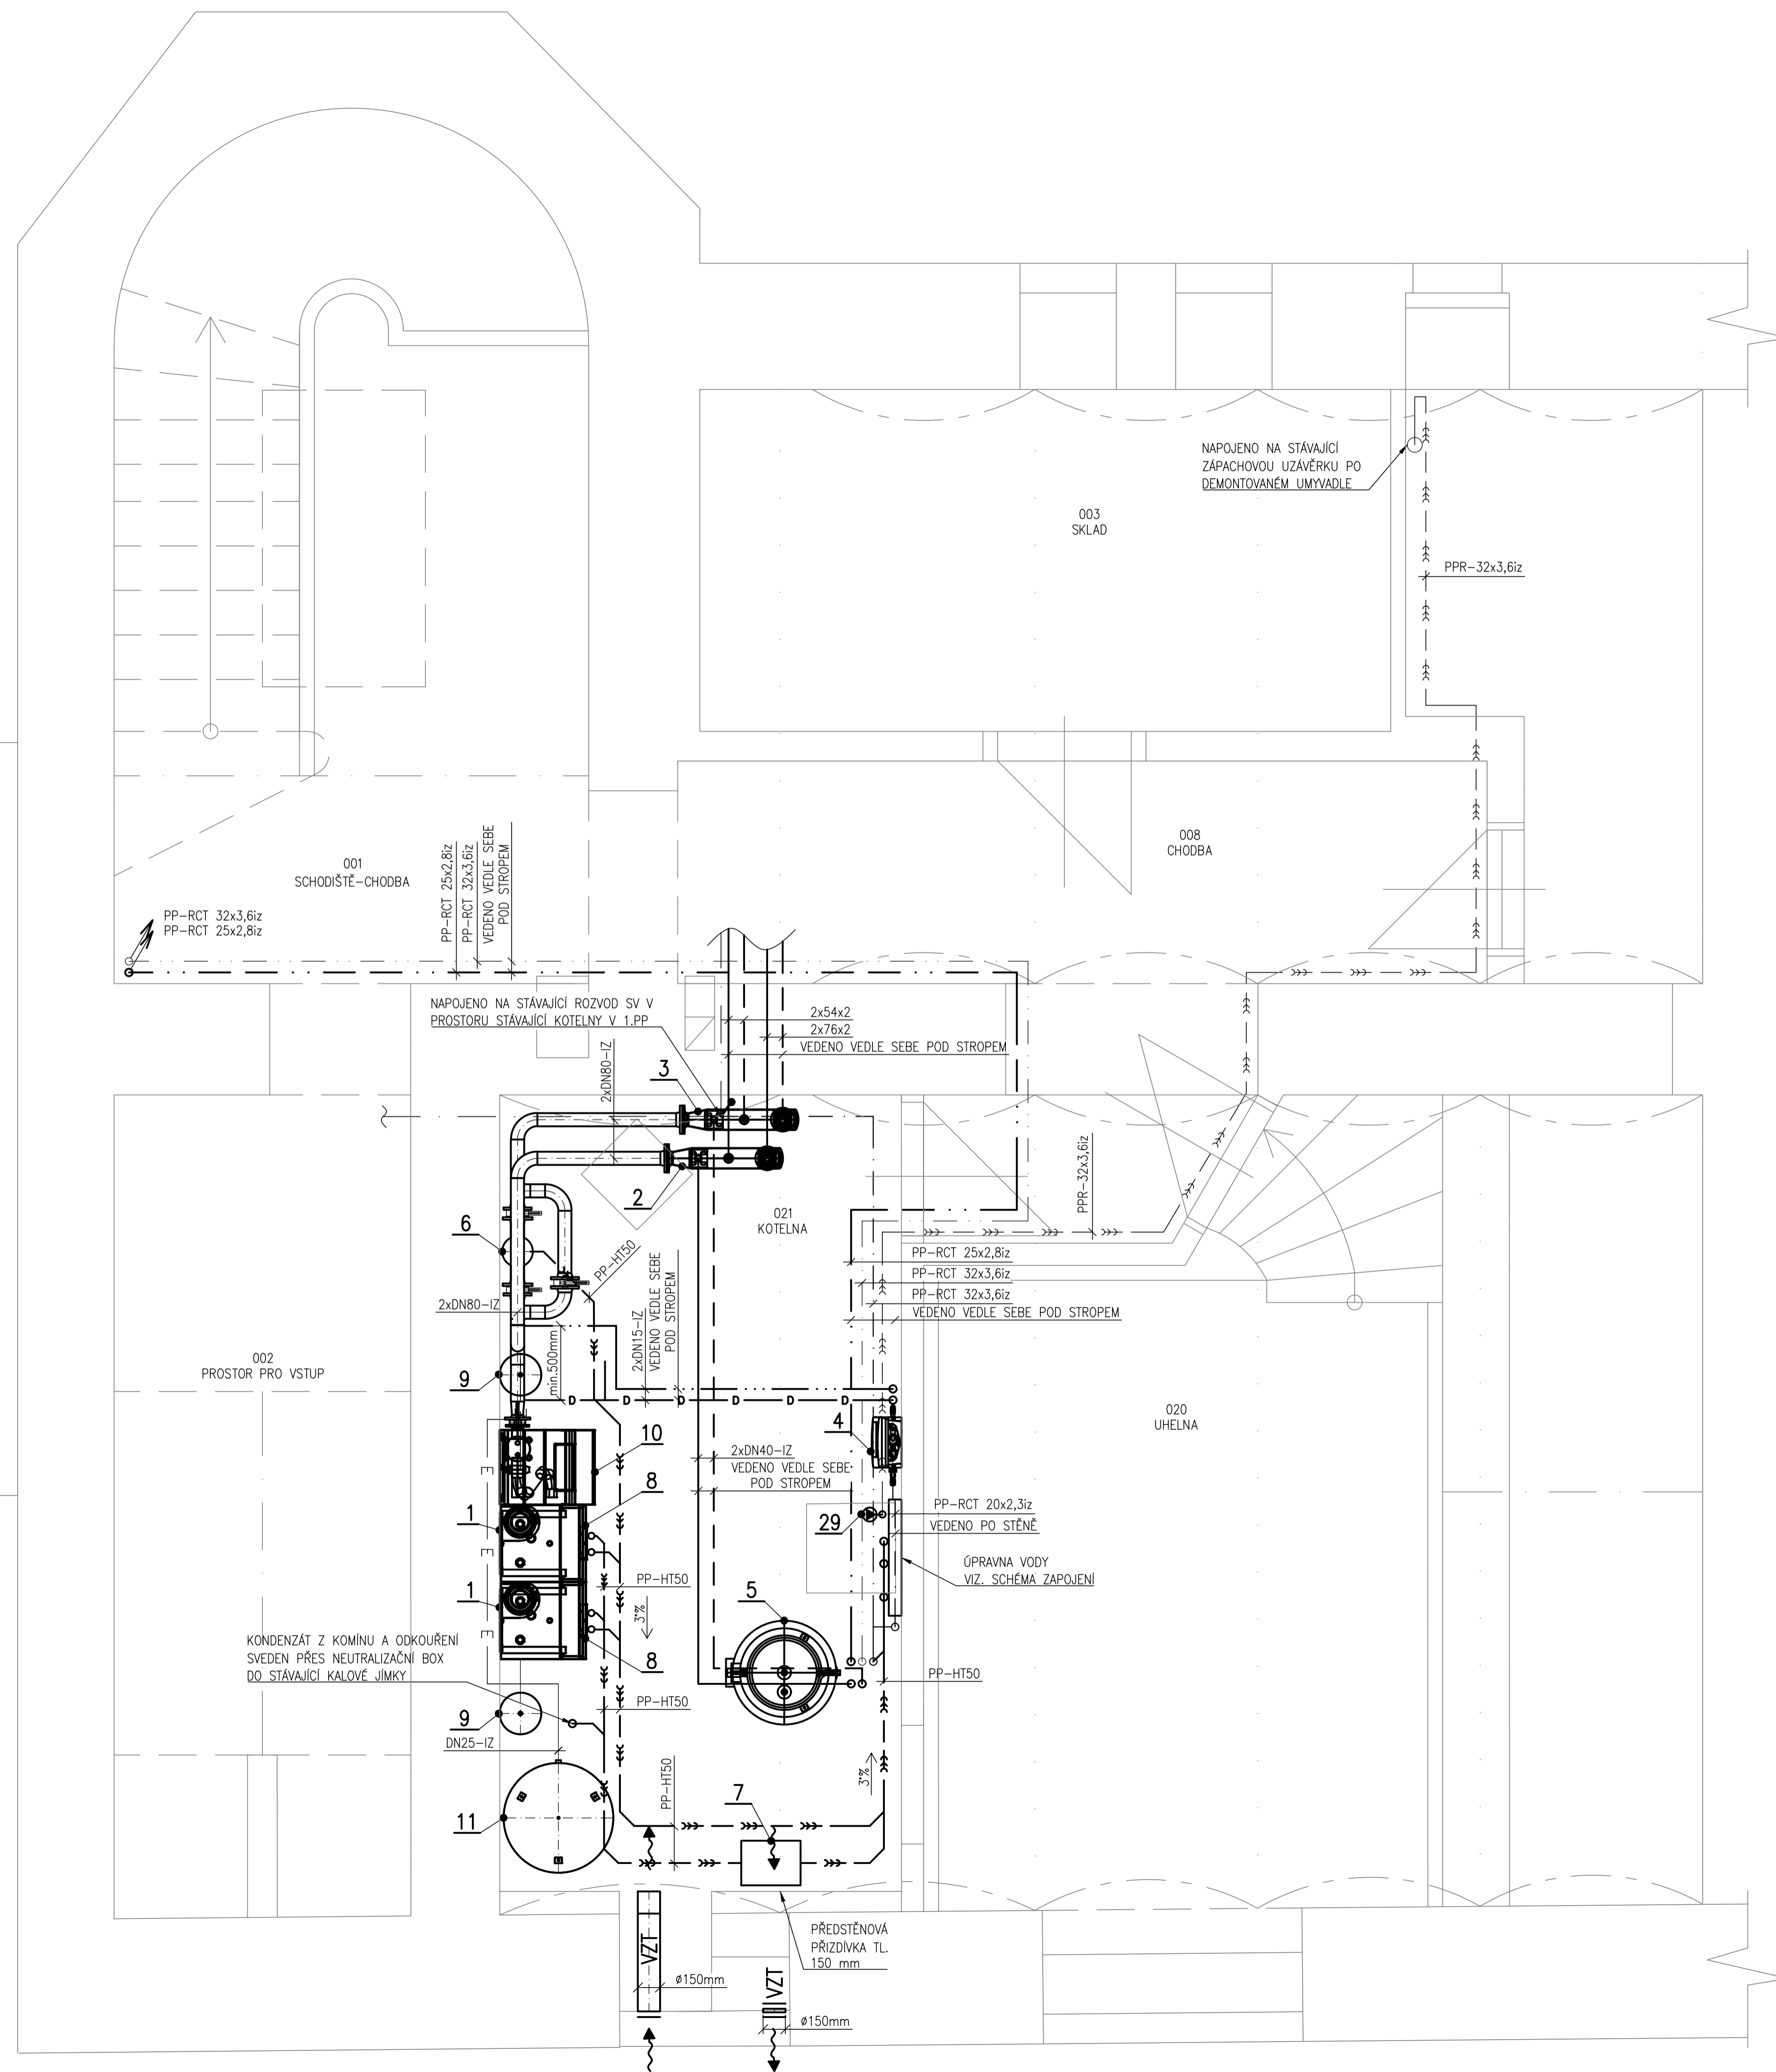 NAPOJENO NA STÁVAJÍCÍ
ZÁPACHOVOU UZÁVĚRKU PO
DEMONTOVANÉM UMYVADLE
003
SKLAD
PPR-32x3,6iz
008
CHODBA
001
SCHODIŠTĚ-CHODBA
PP-RCT 25x2,8iz
PP-RCT 32x3,6iz
VEDENO VEDLE SEBE
POD STROPEM
PP-RCT 32x3,6iz
PP-RCT 25x2,8iz
NAPOJENO NA STÁVAJÍCÍ ROZVOD SV V
PROSTORU STÁVAJÍCÍ KOTELNY V 1.PP
2x54x2
2x76x2
VEDENO VEDLE SEBE POD STROPEM
2xDN80-IZ
3
2
6
021
KOTELNA
PPR-32x3,6iz
PP-HT50
PP-RCT 25x2,8iz
PP-RCT 32x3,6iz
PP-RCT 32x3,6iz
VEDENO VEDLE SEBE POD STROPEM
2xDN80-IZ
2xDN15-IZ
VEDENO VEDLE SEBE
POD STROPEM
min.500mm
002
PROSTOR PRO VSTUP
9
D D D D D
020
UHELNA
4
10
2xDN40-IZ
VEDENO VEDLE SEBE
POD STROPEM
8
E
E
E
1
29
PP-RCT 20x2,3iz
VEDENO PO STĚNĚ
ÚPRAVNA VODY
VIZ. SCHÉMA ZAPOJENÍ
PP-HT50
1
5
3%
KONDENZÁT Z KOMÍNU A ODKOUŘENÍ
SVEDEN PŘES NEUTRALIZAČNÍ BOX
DO STÁVAJÍCÍ KALOVÉ JÍMKY
8
PP-HT50
PP-HT50
9
DN25-IZ
PP-HT50
3%
7
11
PŘEDSTĚNOVÁ
PŘIZDÍVKA TL.
150 mm
VZT
ø150mm
VZT
ø150mm